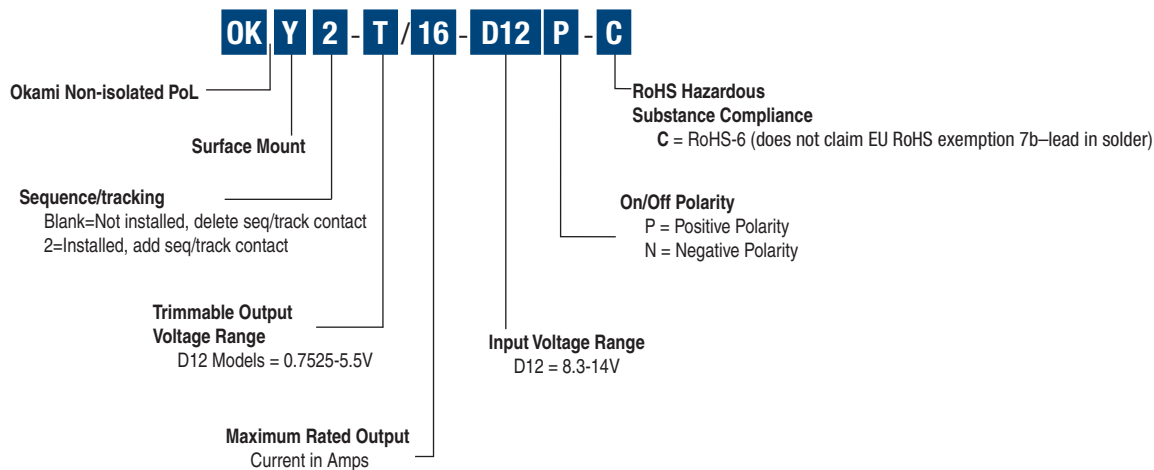 OK Y 2 - T / 16 - D12 P - C
Okami Non-isolated PoL
RoHS Hazardous
Substance Compliance
C = RoHS-6 (does not claim EU RoHS exemption 7b–lead in solder)
Surface Mount
Sequence/tracking
Blank=Not installed, delete seq/track contact
2=Installed, add seq/track contact
On/Off Polarity
P = Positive Polarity
N = Negative Polarity
Trimmable Output
Voltage Range
D12 Models = 0.7525-5.5V
Input Voltage Range
D12 = 8.3-14V
Maximum Rated Output
Current in Amps